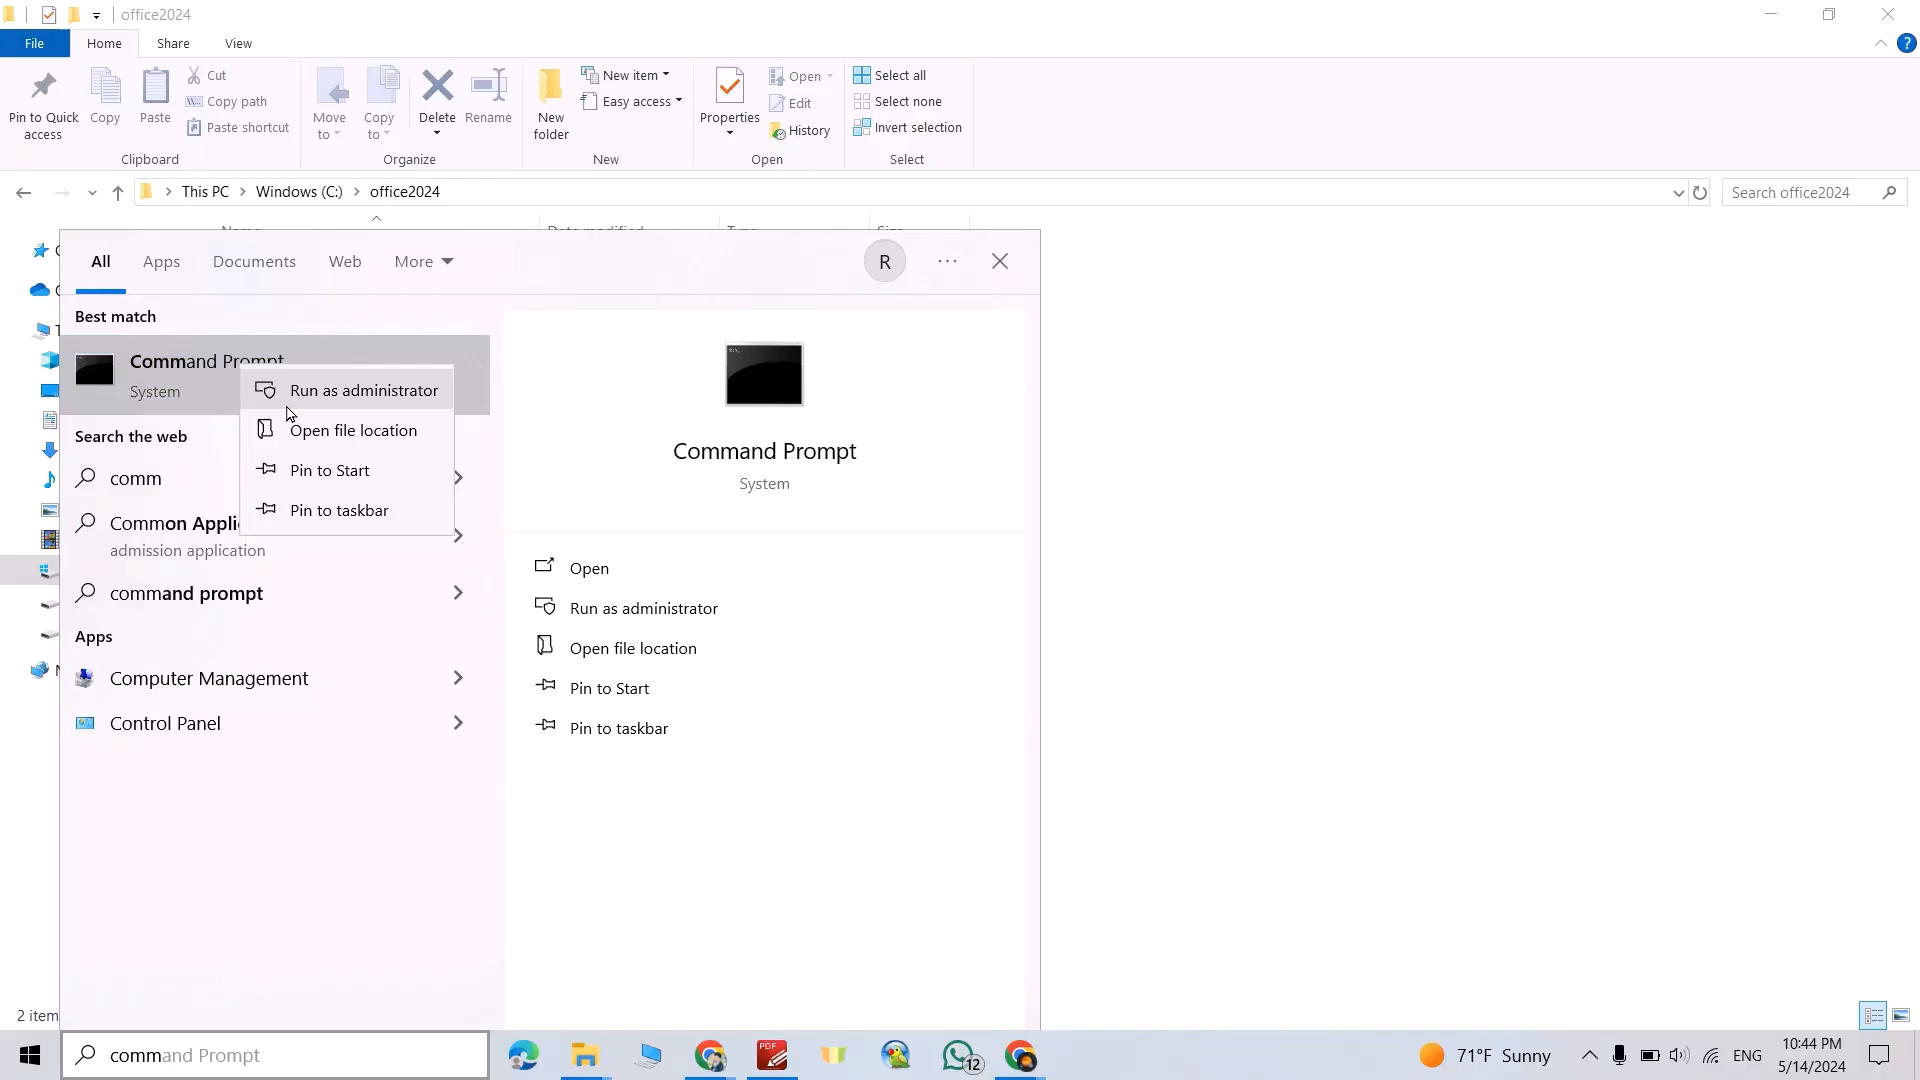 office2024
File
Home
Share
View
Pin to Quick access
Copy
Paste
Cut
Copy path
Paste shortcut
Clipboard
Move to
Copy to
Delete
Rename
Organize
New folder
New item
Easy access
New
Properties
Open
Edit
History
Open
Select all
Select none
Invert selection
Select
This PC
Windows (C:)
office2024
Search office2024
All
Apps
Documents
Web
More
R
Best match
Command Prompt
System
Run as administrator
Open file location
Pin to Start
Pin to taskbar
Search the web
comm
Common Appli
admission application
command prompt
Apps
Computer Management
Control Panel
Command Prompt
System
Open
Run as administrator
Open file location
Pin to Start
Pin to taskbar
2 item
command Prompt
PDF
12
71°F Sunny
ENG
10:44 PM
5/14/2024